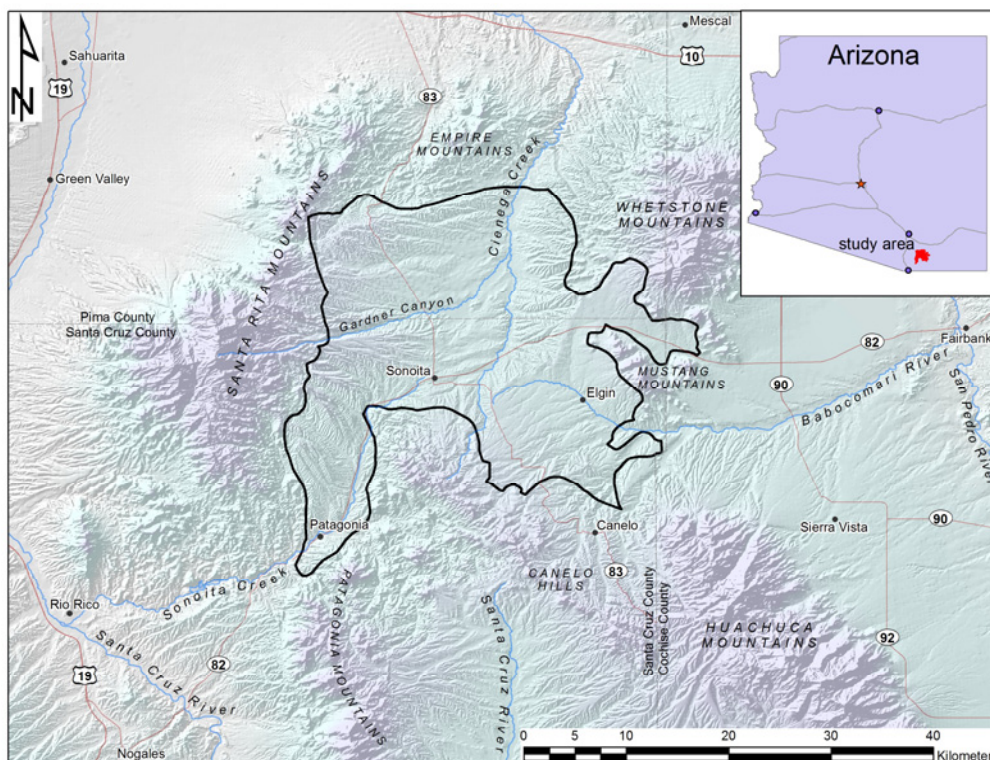 Mescal
N
Sahuarita
10
Arizona
19
83
EMPIRE
MOUNTAINS
Cienega Creek
Green Valley
WHETSTONE
MOUNTAINS
study area
SANTA RITA MOUNTAINS
Gardner Canyon
Pima County
Santa Cruz County
Fairbank
82
Sonoita
MUSTANG
MOUNTAINS
90
Elgin
Babocomari River
San Pedro River
Patagonia
Canelo
Sierra Vista
90
CANELO
HILLS
83
Sonoita Creek
PATAGONIA MOUNTAINS
Rio Rico
Santa Cruz River
Santa Cruz River
Santa Cruz County
Cochise County
HUACHUCA
MOUNTAINS
92
82
19
Nogales
0 5 10 20 30 40
Kilometer